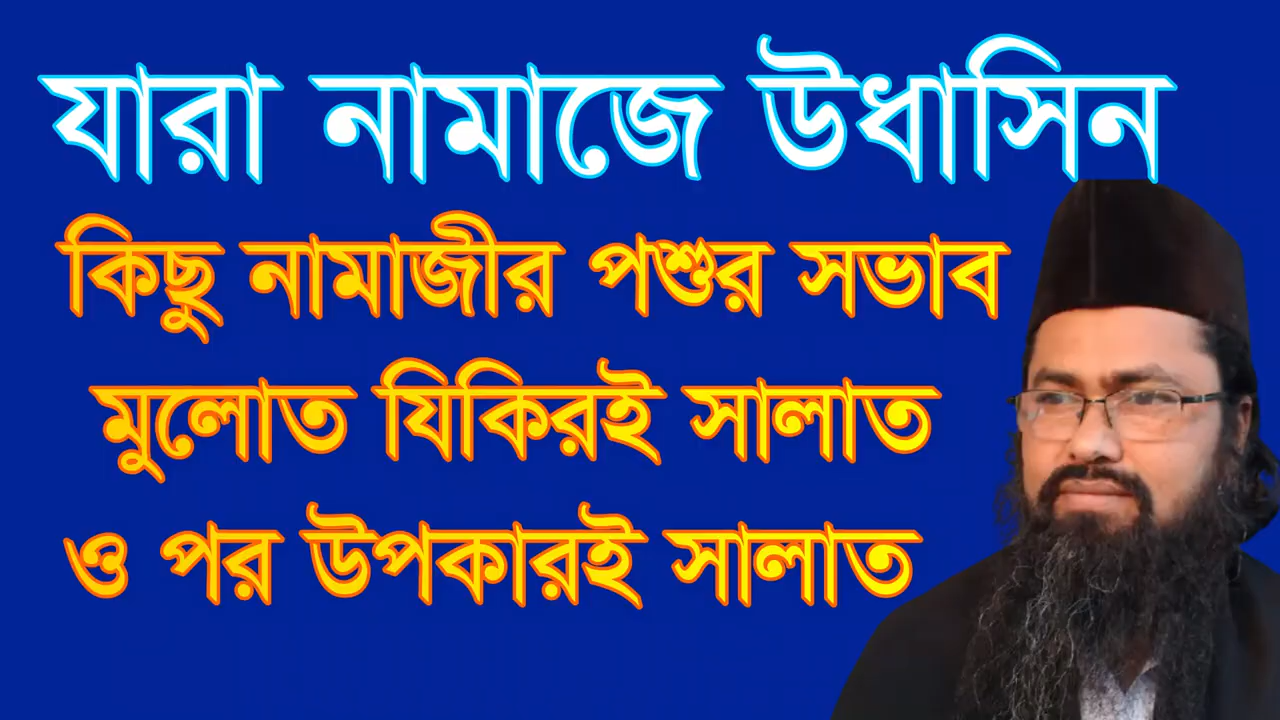 যারা নামাজে উধাসিন
কিছু নামাজীর পশুর সভাব
মুলোত যিকিরই সালাত
ও পর উপকারই সালাত